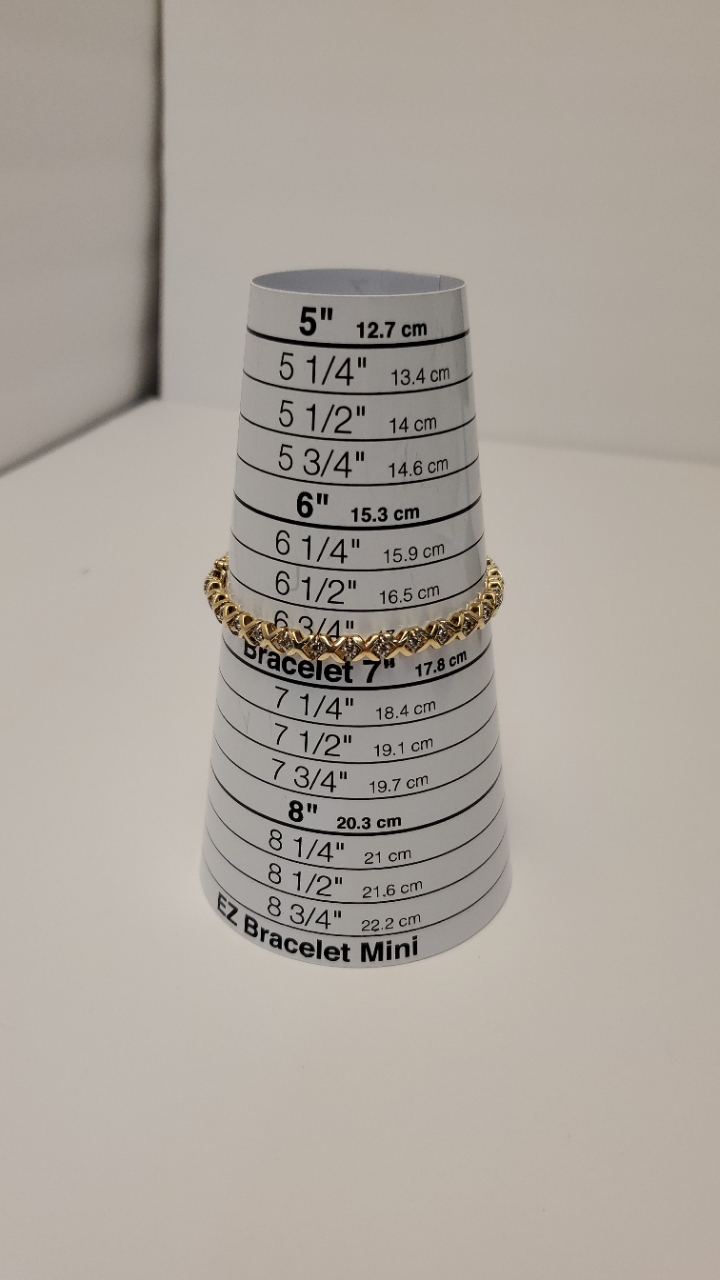 5" 12.7 cm
5 1/4" 13.4 cm
5 1/2" 14 cm
5 3/4" 14.6 cm
6" 15.3 cm
6 1/4" 15.9 cm
6 1/2" 16.5 cm
6 3/4"
Bracelet 7" 17.8 cm
7 1/4" 18.4 cm
7 1/2" 19.1 cm
7 3/4" 19.7 cm
8" 20.3 cm
8 1/4" 21 cm
8 1/2" 21.6 cm
8 3/4" 22.2 cm
EZ Bracelet Mini